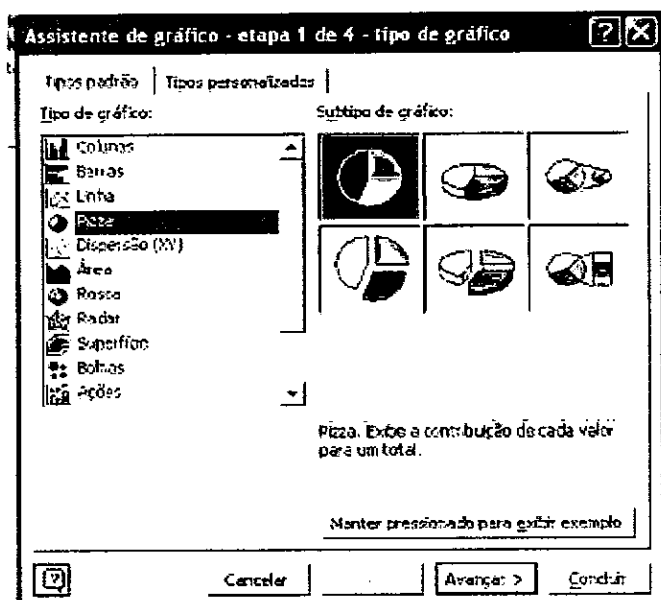 Assistente de gráfico - etapa 1 de 4 - tipo de gráfico
Tipos padrão
Tipos personalizados
Tipo de gráfico:
Colunas
Barras
Linha
Pizza
Dispersão (XY)
Área
Rosca
Radar
Superfície
Bolhas
Ações
Subtipo de gráfico:
Pizza. Exibe a contribuição de cada valor
para um total.
Manter pressionado para exibir exemplo
Cancelar
Avançar >
Concluir